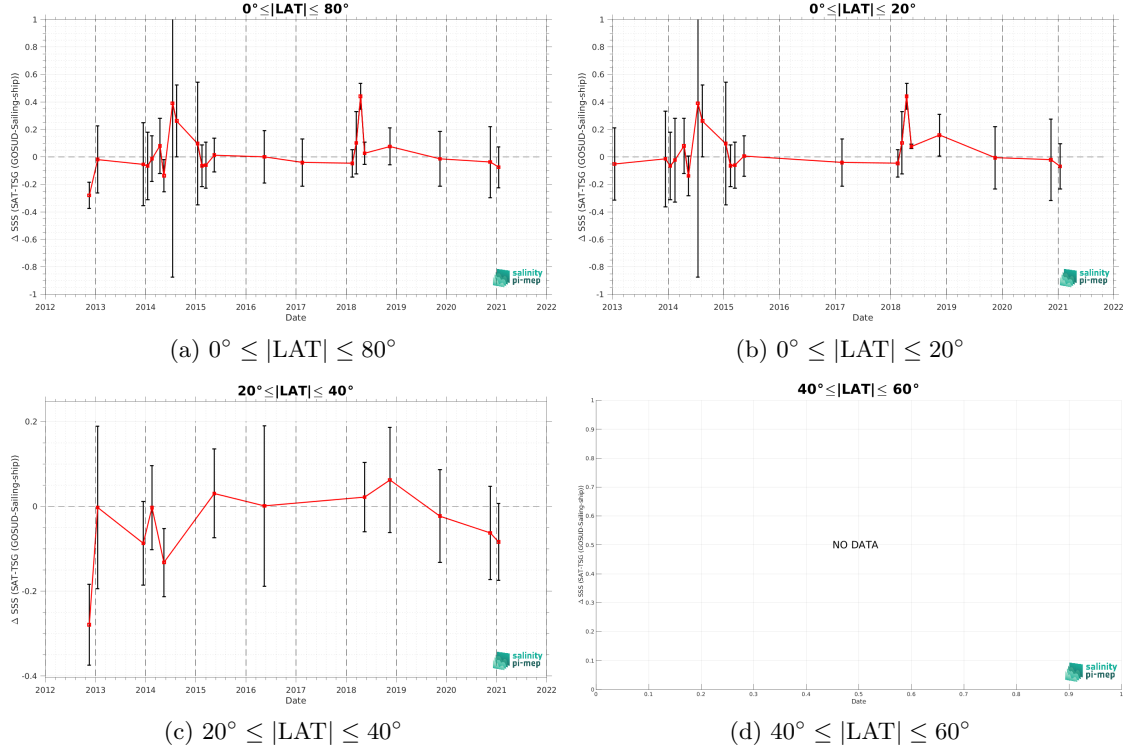 0°≤|LAT|≤ 80°
Δ SSS (SAT-TSG (GOSUD-Sailing-ship))
1
0.8
0.6
0.4
0.2
0
-0.2
-0.4
-0.6
-0.8
-1
2012 2013 2014 2015 2016 2017 2018 2019 2020 2021 2022
Date
salinity
pi-mep
(a) 0° ≤ |LAT| ≤ 80°
0°≤|LAT|≤ 20°
Δ SSS (SAT-TSG (GOSUD-Sailing-ship))
1
0.8
0.6
0.4
0.2
0
-0.2
-0.4
-0.6
-0.8
-1
2013 2014 2015 2016 2017 2018 2019 2020 2021 2022
Date
salinity
pi-mep
(b) 0° ≤ |LAT| ≤ 20°
20°≤|LAT|≤ 40°
Δ SSS (SAT-TSG (GOSUD-Sailing-ship))
0.2
0
-0.2
-0.4
2012 2013 2014 2015 2016 2017 2018 2019 2020 2021 2022
Date
salinity
pi-mep
(c) 20° ≤ |LAT| ≤ 40°
40°≤|LAT|≤ 60°
Δ SSS (SAT-TSG (GOSUD-Sailing-ship))
1
0.9
0.8
0.7
0.6
0.5
0.4
0.3
0.2
0.1
0
NO DATA
0 0.1 0.2 0.3 0.4 0.5 0.6 0.7 0.8 0.9 1
Date
salinity
pi-mep
(d) 40° ≤ |LAT| ≤ 60°